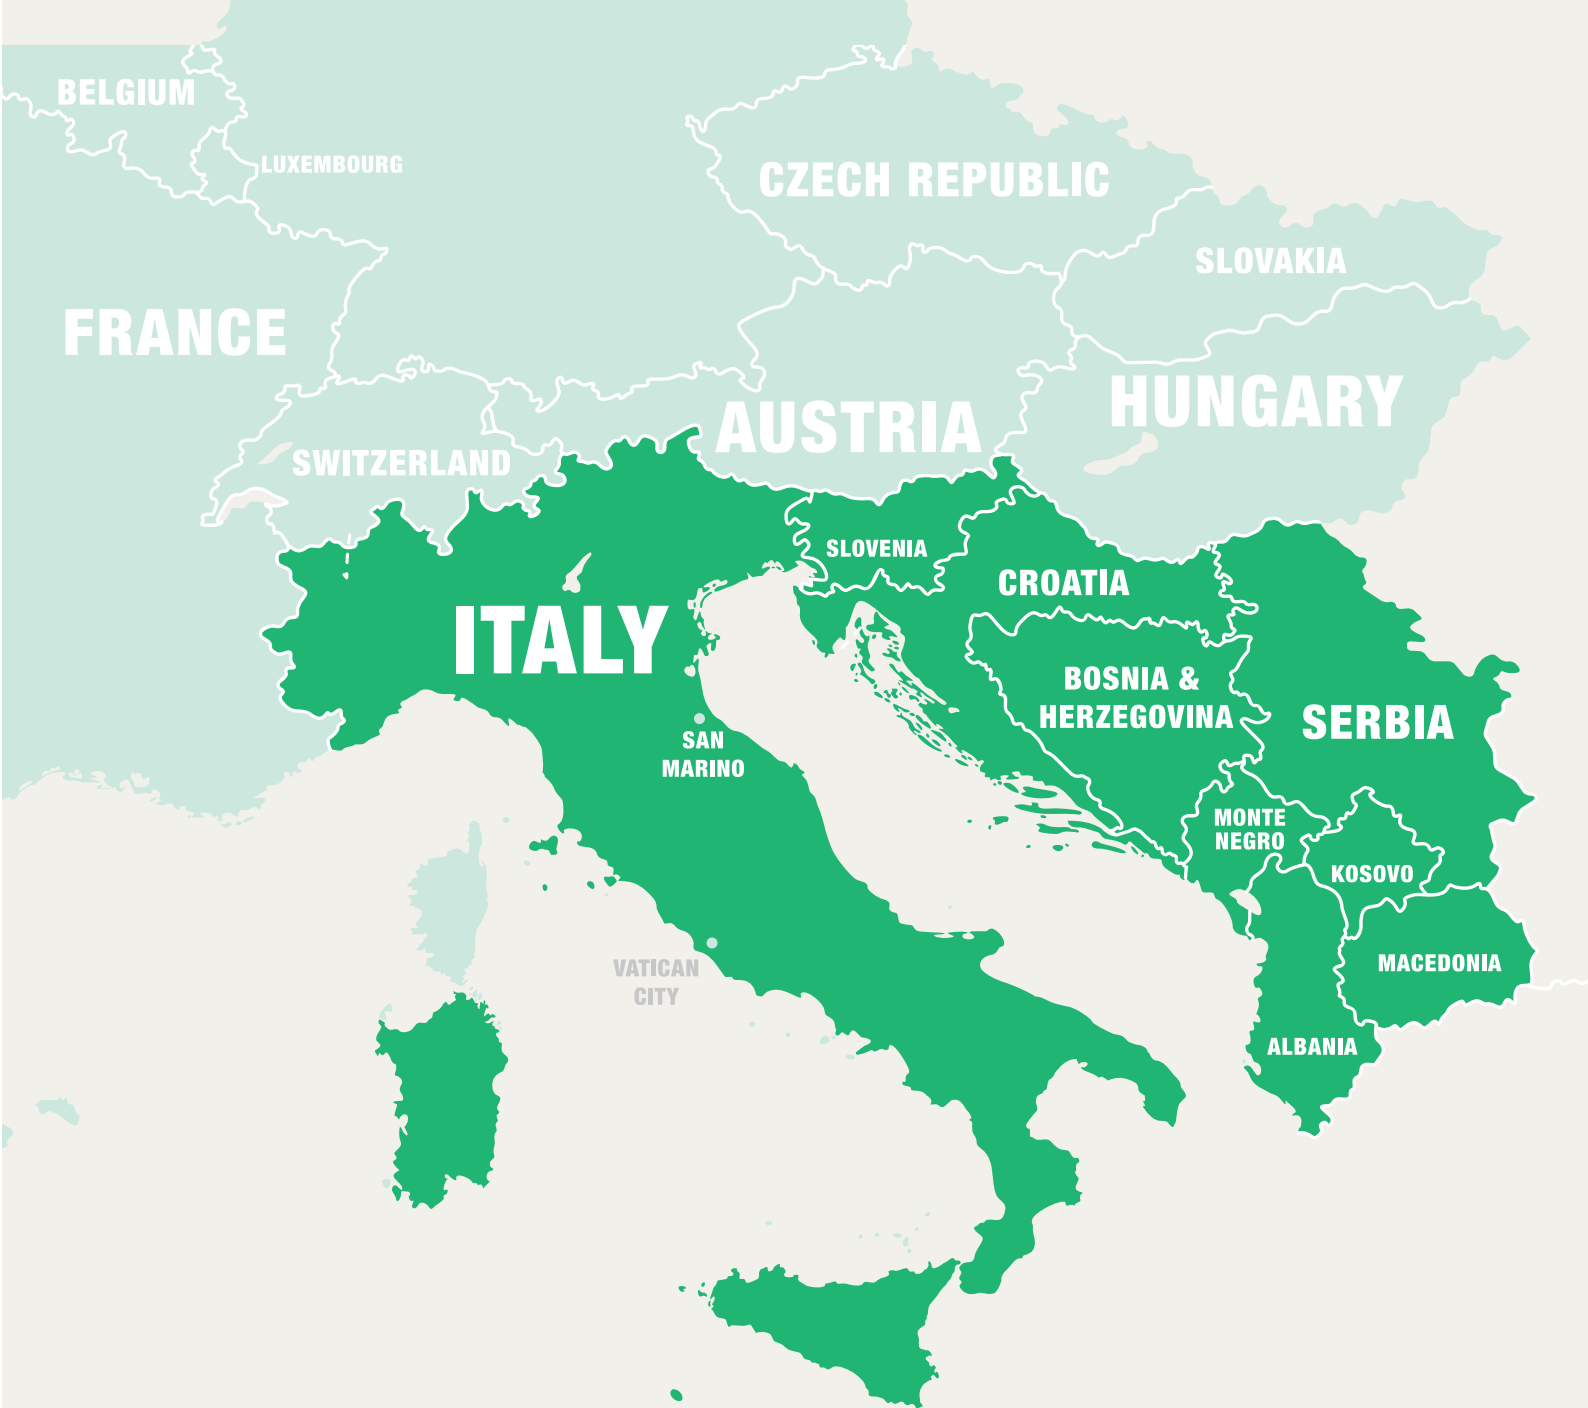 BELGIUM
LUXEMBOURG
CZECH REPUBLIC
SLOVAKIA
FRANCE
HUNGARY
AUSTRIA
SWITZERLAND
SLOVENIA
CROATIA
ITALY
BOSNIA &
HERZEGOVINA
SERBIA
SAN
MARINO
MONTE
NEGRO
KOSOVO
VATICAN
CITY
MACEDONIA
ALBANIA